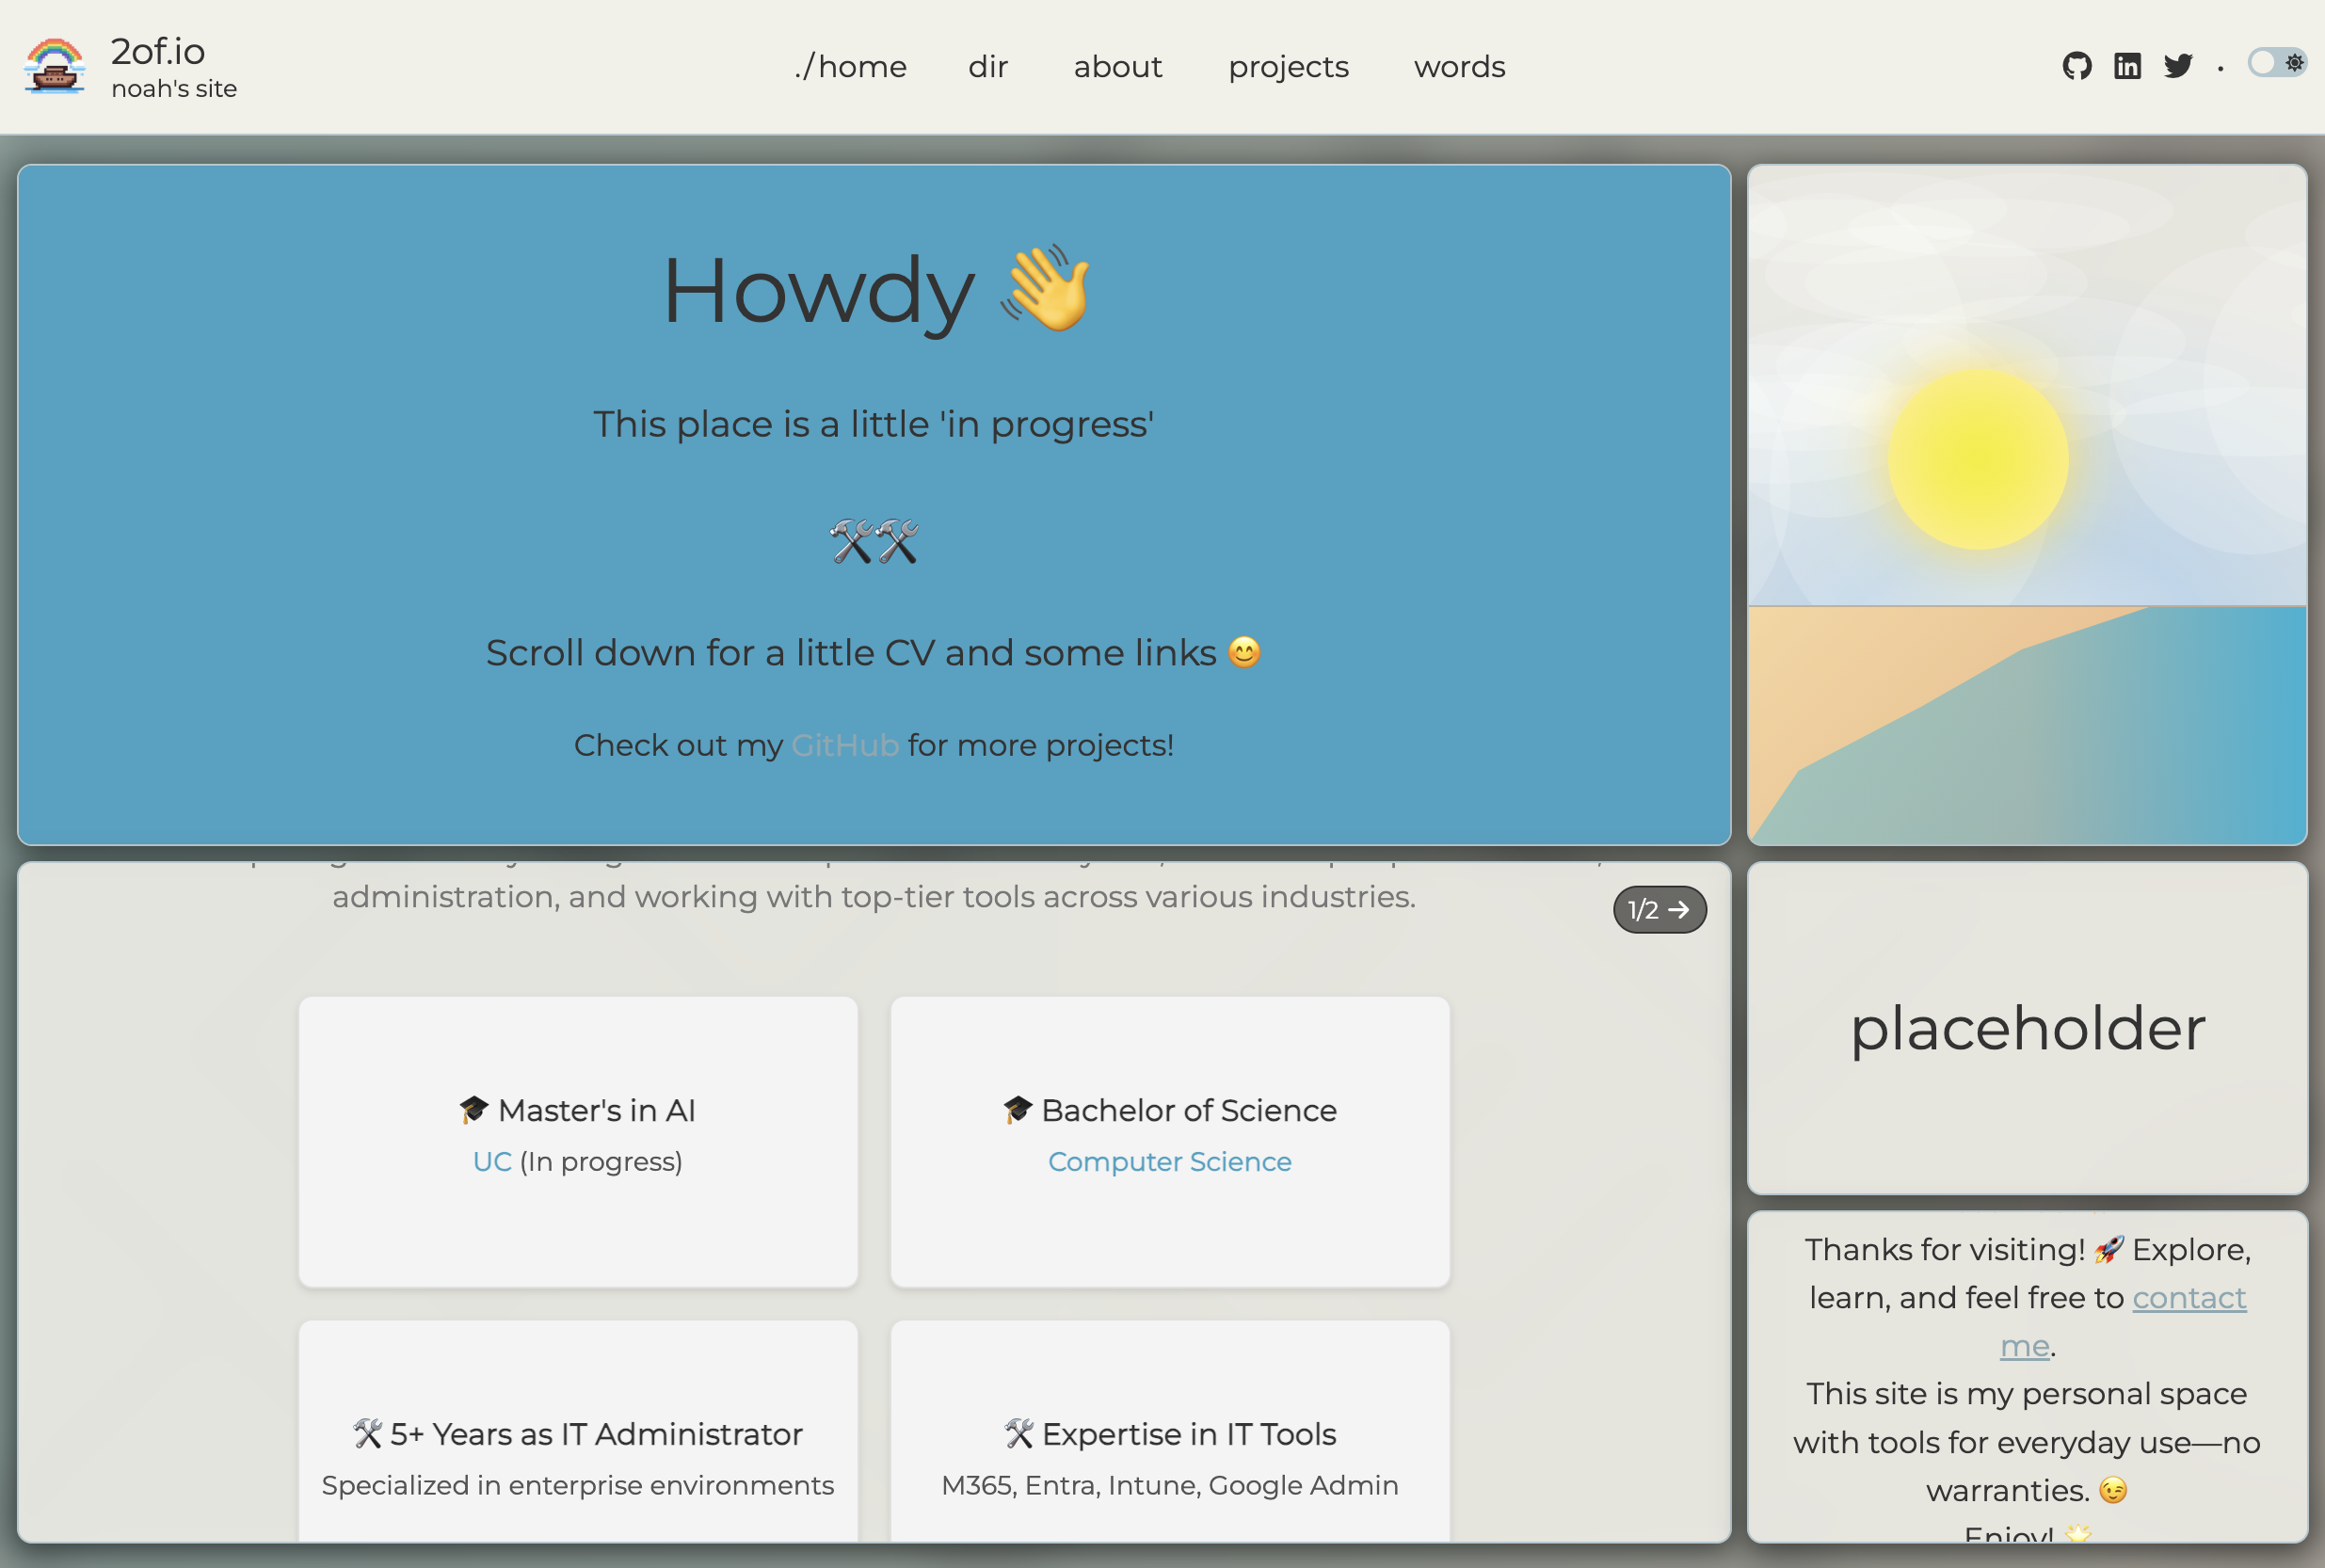 2of.io
noah's site
./home dir about projects words
Howdy 👋
This place is a little 'in progress'
🛠️🛠️
Scroll down for a little CV and some links 😊
Check out my GitHub for more projects!
administration, and working with top-tier tools across various industries.
1/2 →
🎓 Master's in AI
UC (In progress)
🎓 Bachelor of Science
Computer Science
🛠️ 5+ Years as IT Administrator
Specialized in enterprise environments
🛠️ Expertise in IT Tools
M365, Entra, Intune, Google Admin
placeholder
Thanks for visiting! 🚀 Explore,
learn, and feel free to contact
me.
This site is my personal space
with tools for everyday use—no
warranties. 😉
Enjoy! 🌟